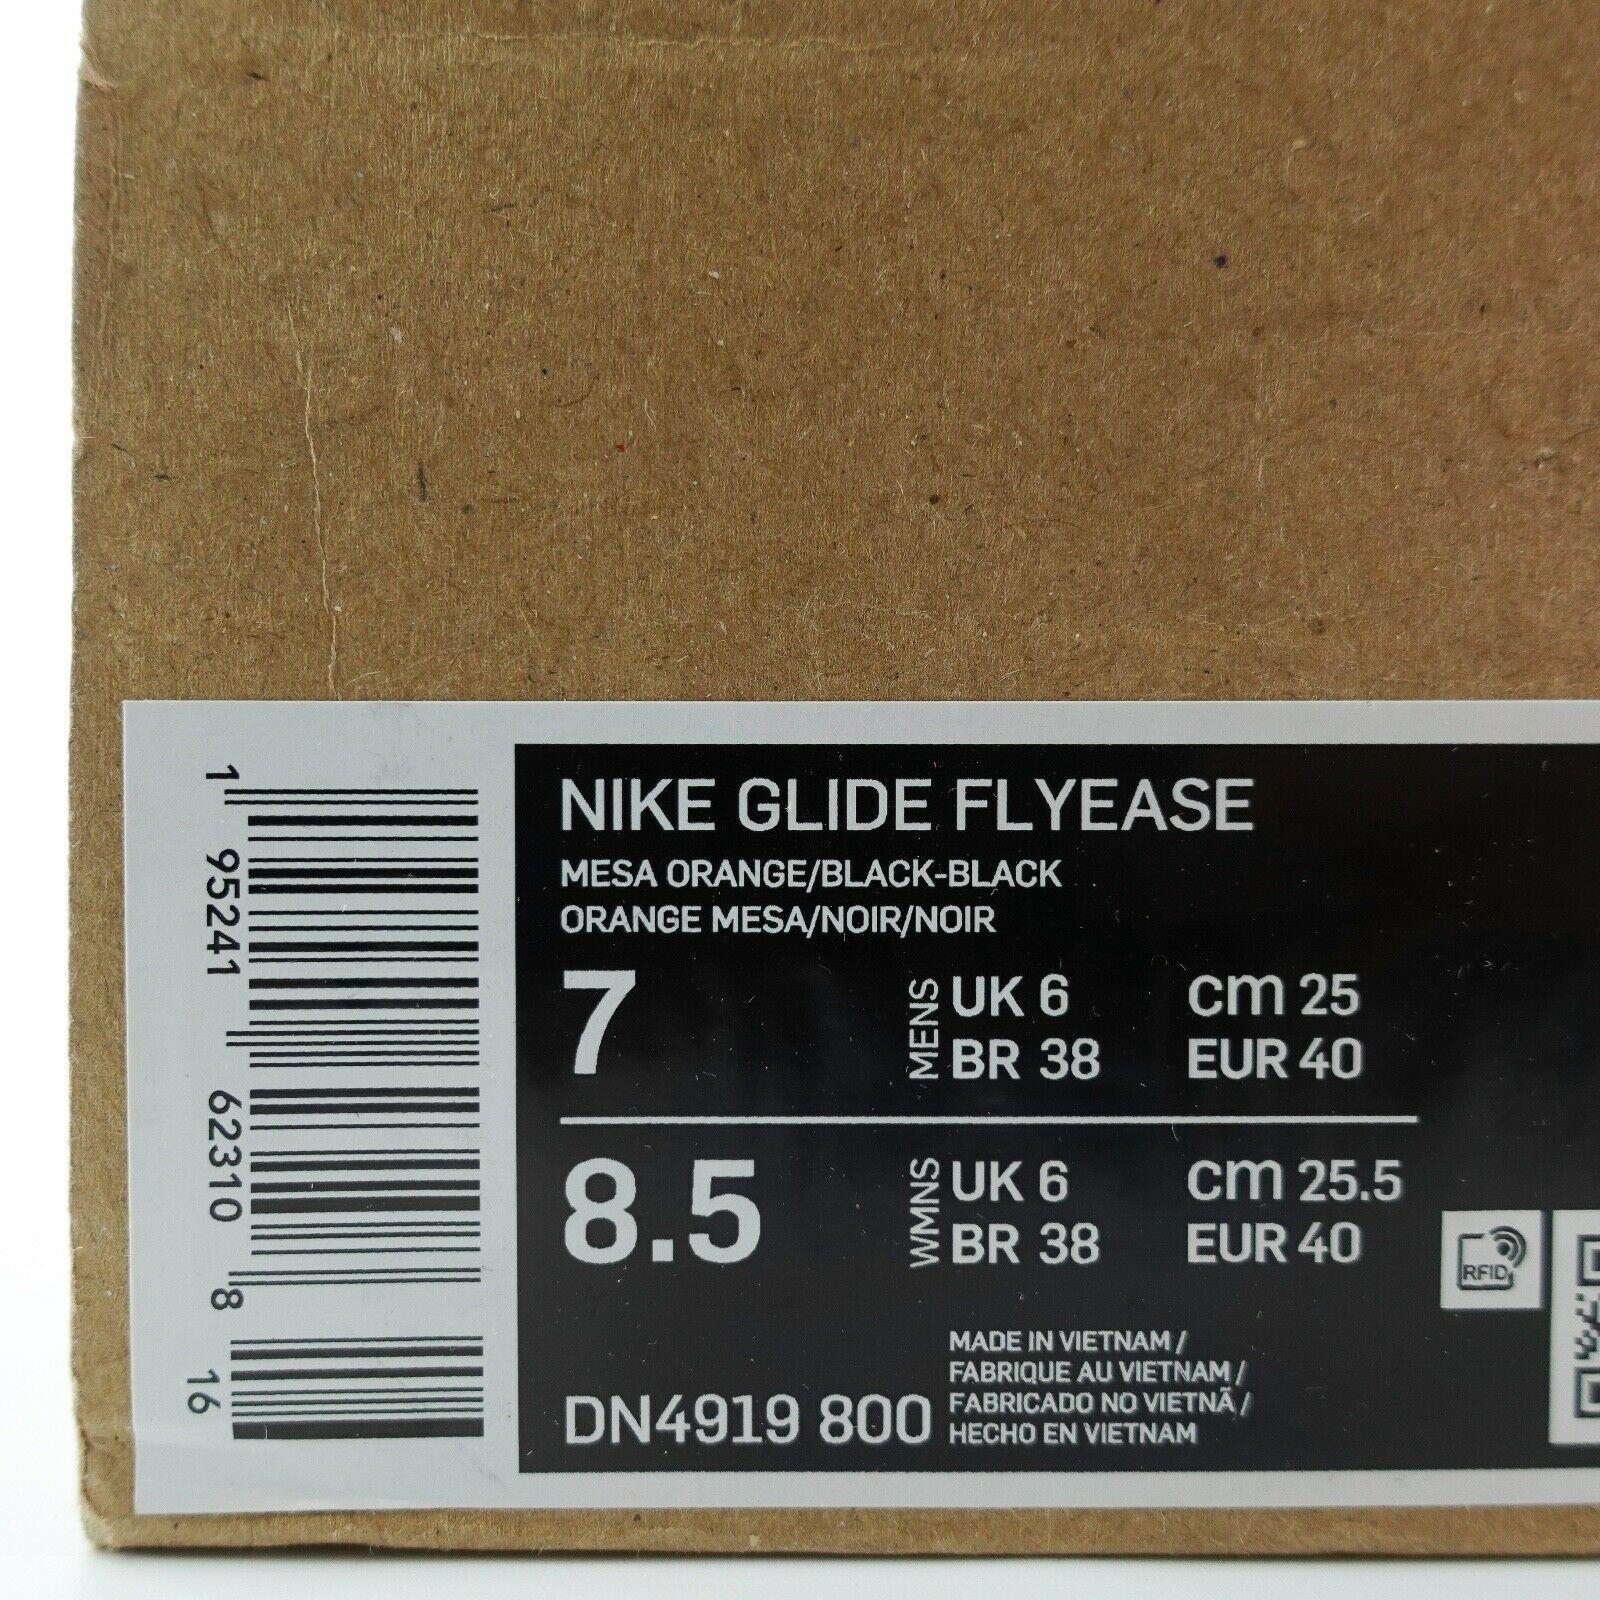 NIKE GLIDE FLYEASE
MESA ORANGE/BLACK-BLACK
ORANGE MESA/NOIR/NOIR
7 MENS UK 6 cm 25
BR 38 EUR 40
8.5 WMNS UK 6 cm 25.5
BR 38 EUR 40
RFID
MADE IN VIETNAM /
FABRIQUE AU VIETNAM /
FABRICADO NO VIETNÃ /
HECHO EN VIETNAM
DN4919 800
1 95241 62310 8 16